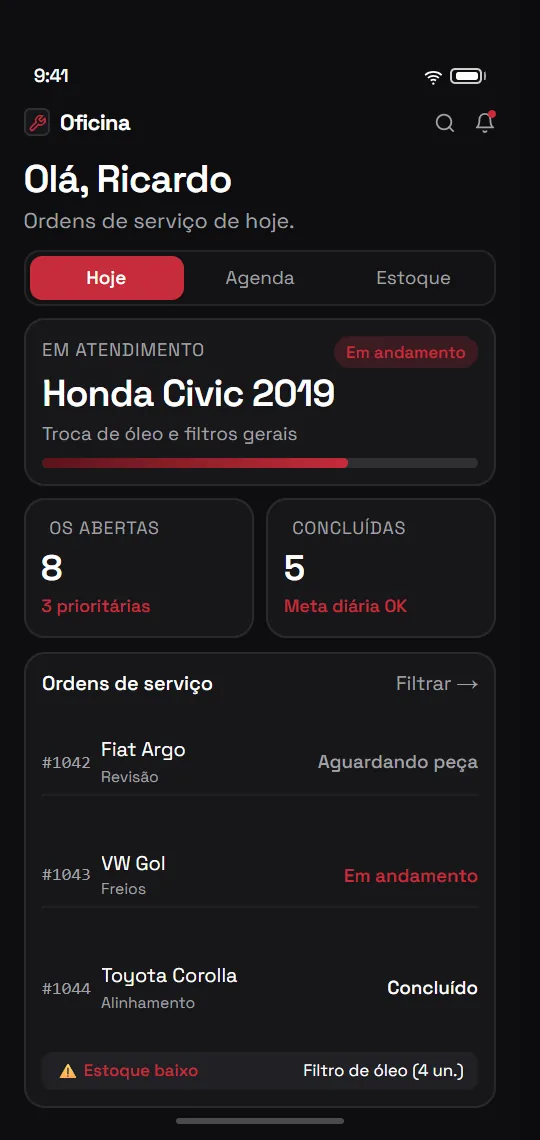 9:41
Oficina
Olá, Ricardo
Ordens de serviço de hoje.
Hoje Agenda Estoque
EM ATENDIMENTO Em andamento
Honda Civic 2019
Troca de óleo e filtros gerais
OS ABERTAS
8
3 prioritárias
CONCLUÍDAS
5
Meta diária OK
Ordens de serviço Filtrar →
#1042 Fiat Argo Aguardando peça
Revisão
#1043 VW Gol Em andamento
Freios
#1044 Toyota Corolla Concluído
Alinhamento
⚠️ Estoque baixo Filtro de óleo (4 un.)